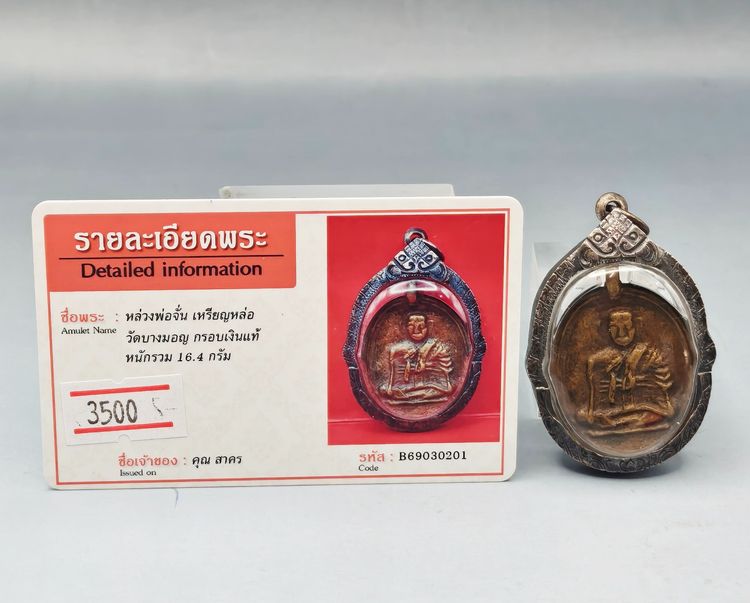 รายละเอียดพระ
Detailed information
ชื่อพระ : หลวงพ่อจั่น เหรียญหล่อ
Amulet Name
วัดบางมอญ กรอบเงินแท้
หนักรวม 16.4 กรัม
3500
ชื่อเจ้าของ : คุณ สาคร
Issued on
รหัส : B69030201
Code